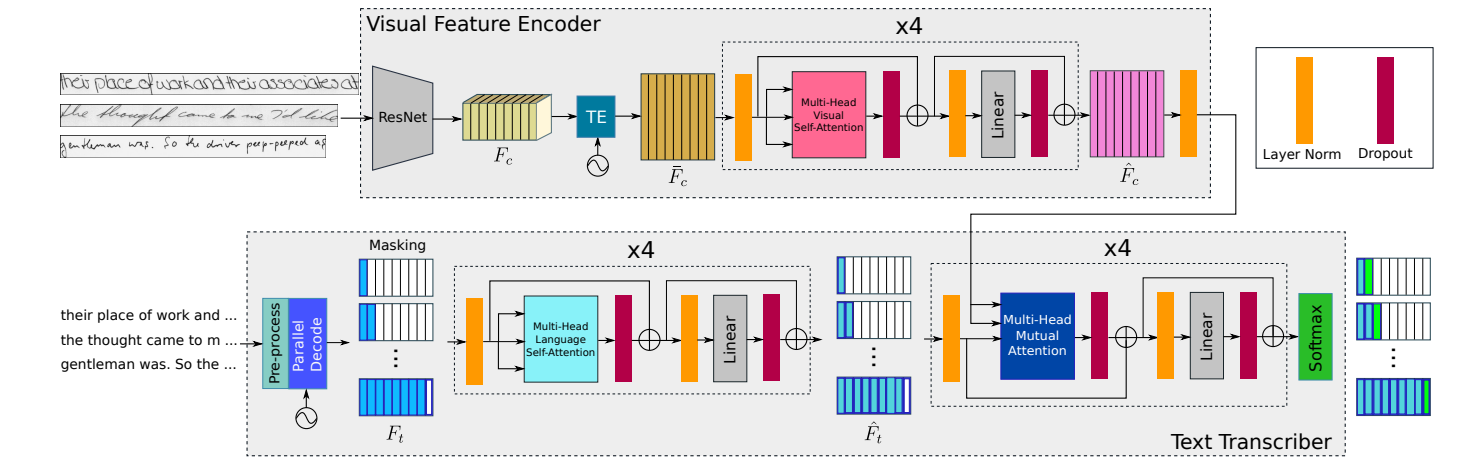 Visual Feature Encoder
x4
their place of work and their associates at
the thought came to me I'd like
gentleman was. So the driver peep-peeped as
ResNet
F_c
TE
F̄_c
Multi-Head
Visual
Self-Attention
Linear
F̂_c
Layer Norm
Dropout
Masking
x4
x4
their place of work and ...
the thought came to m ...
gentleman was. So the ...
Pre-process
Parallel
Decode
F_t
Multi-Head
Language
Self-Attention
Linear
F̂_t
Multi-Head
Mutual
Attention
Linear
Softmax
Text Transcriber